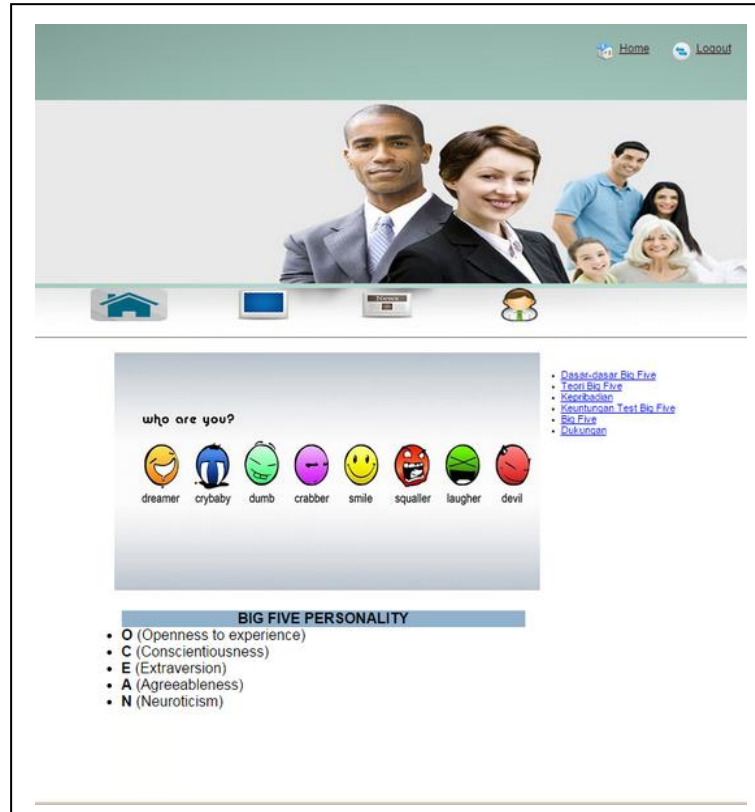 Home Logout
News
Dasar-dasar Big Five
Teori Big Five
Kepribadian
Keuntungan Test Big Five
Big Five
Dukungan
who are you?
dreamer crybaby dumb crabber smile squaller laugher devil
BIG FIVE PERSONALITY
O (Openness to experience)
C (Conscientiousness)
E (Extraversion)
A (Agreeableness)
N (Neuroticism)